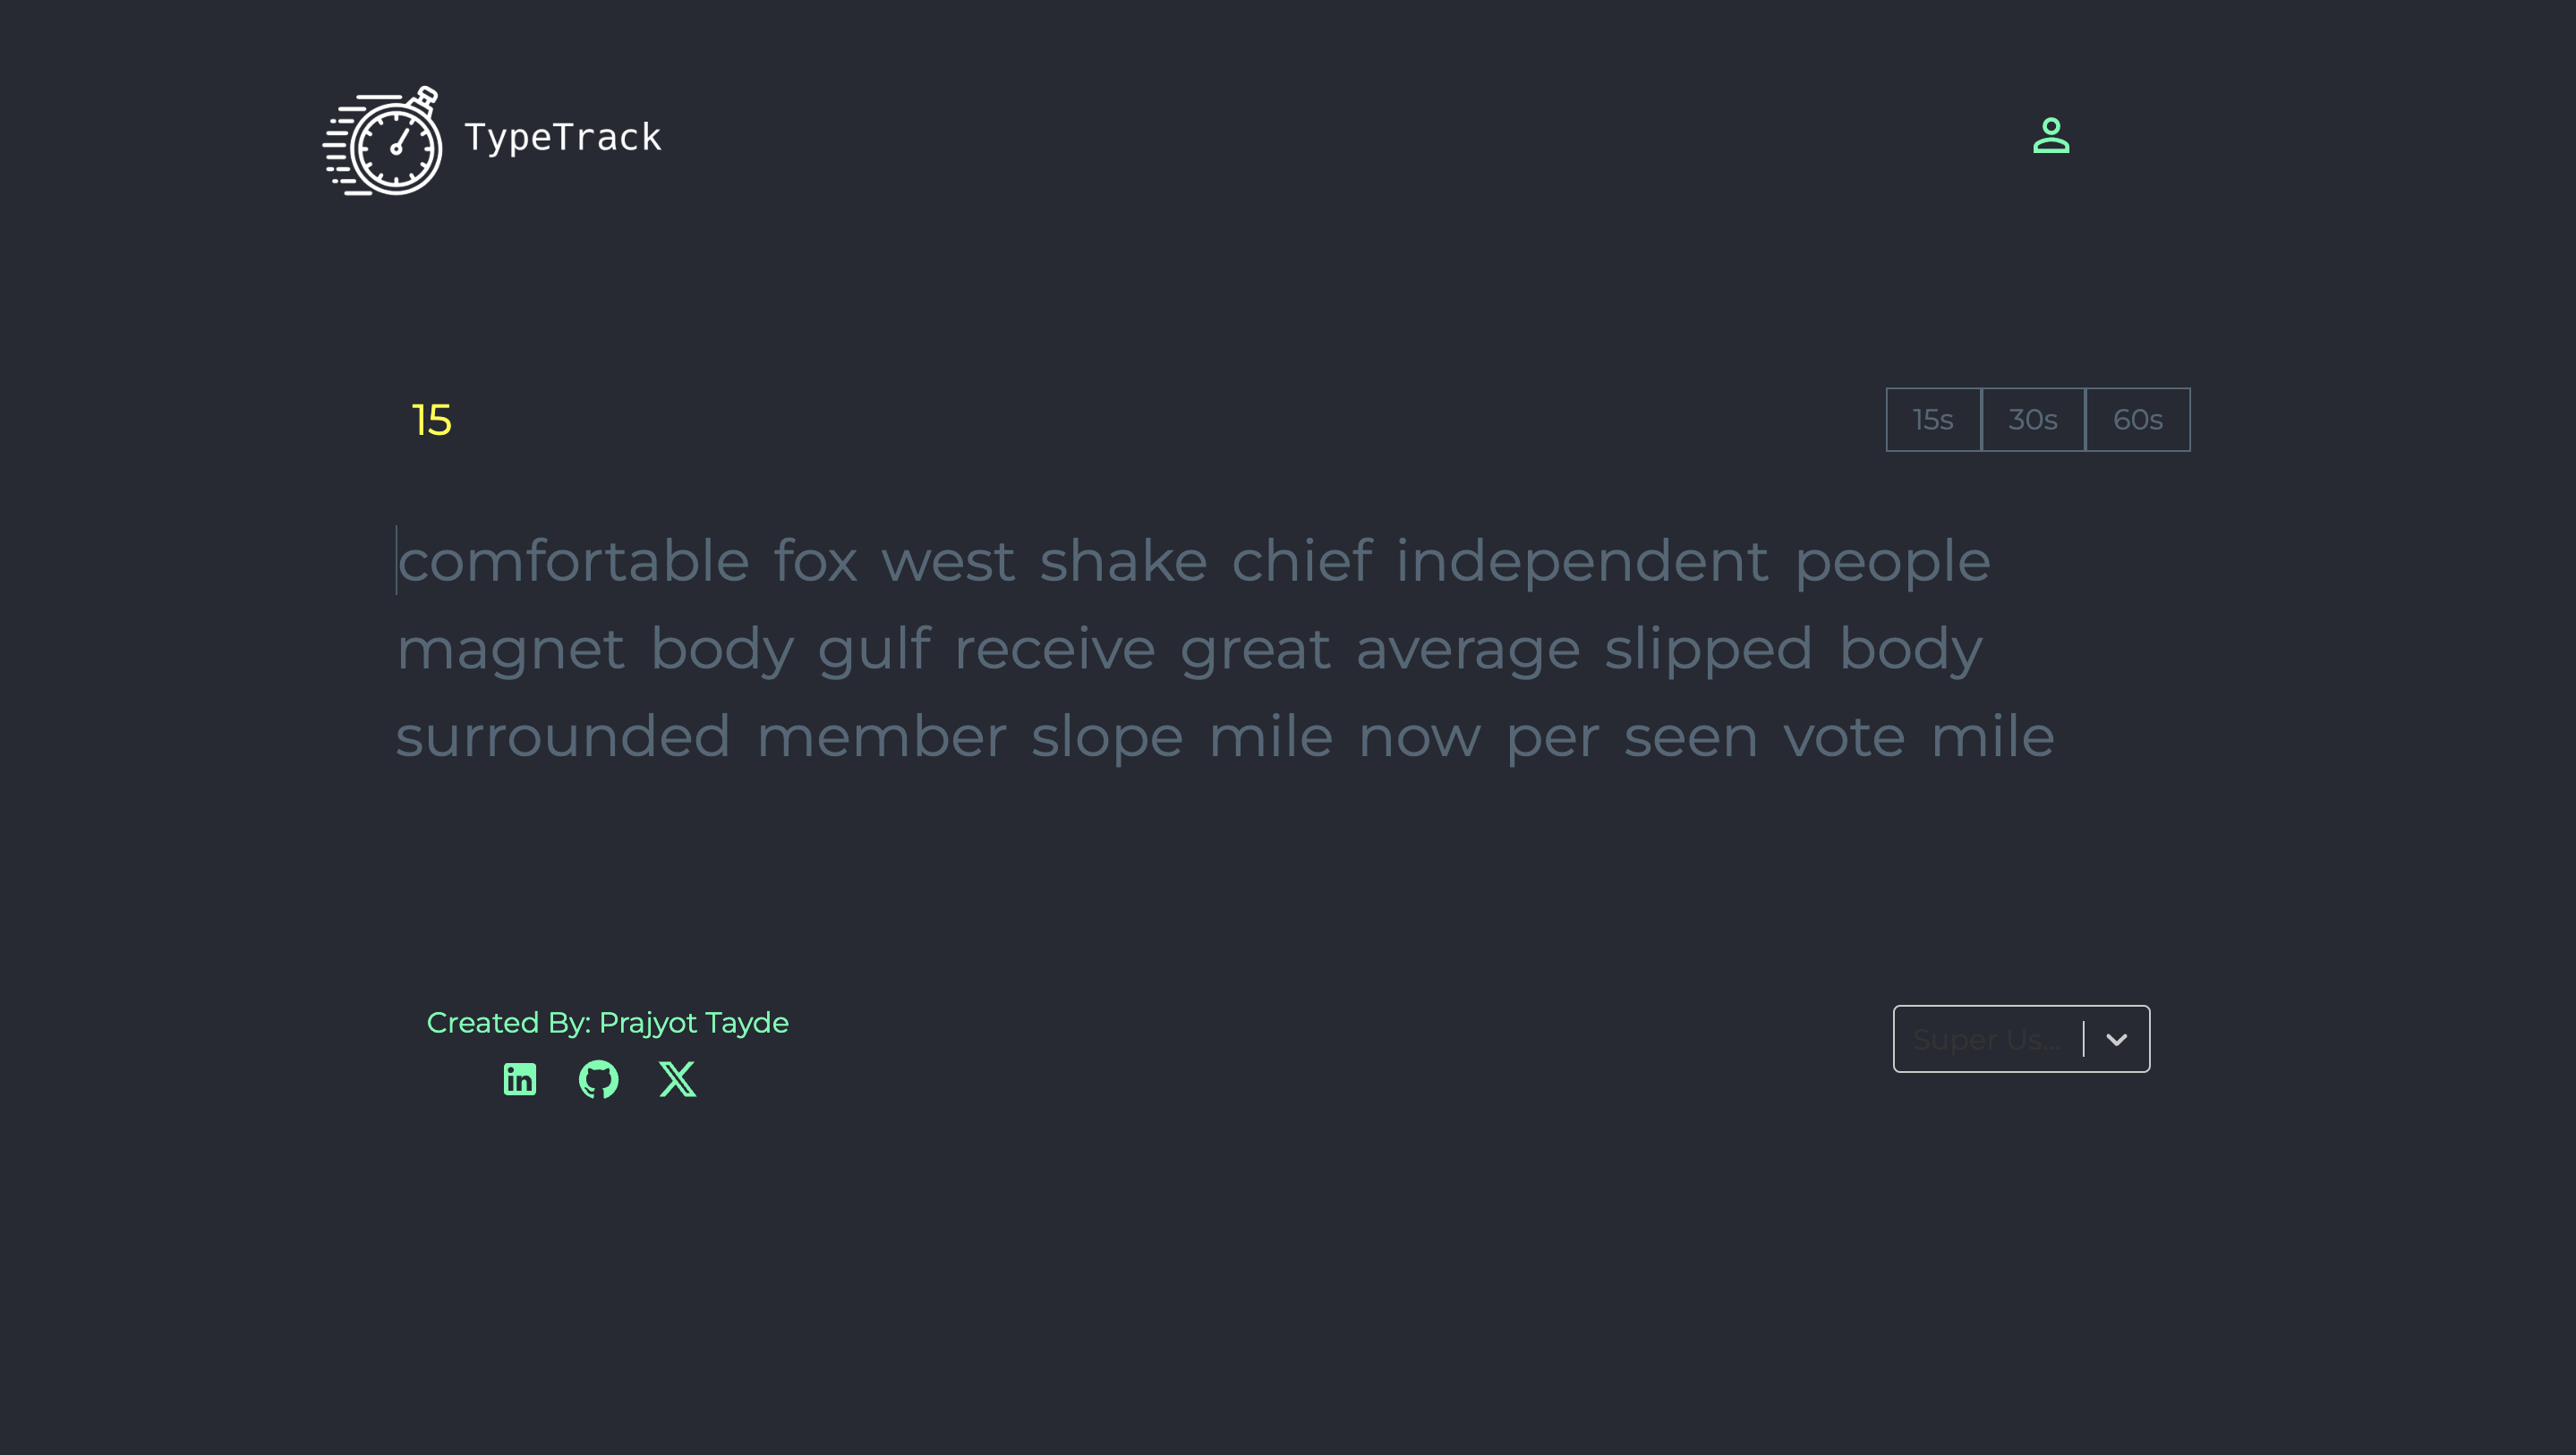 TypeTrack
15
15s
30s
60s
comfortable fox west shake chief independent people
magnet body gulf receive great average slipped body
surrounded member slope mile now per seen vote mile
Created By: Prajyot Tayde
Super Us...